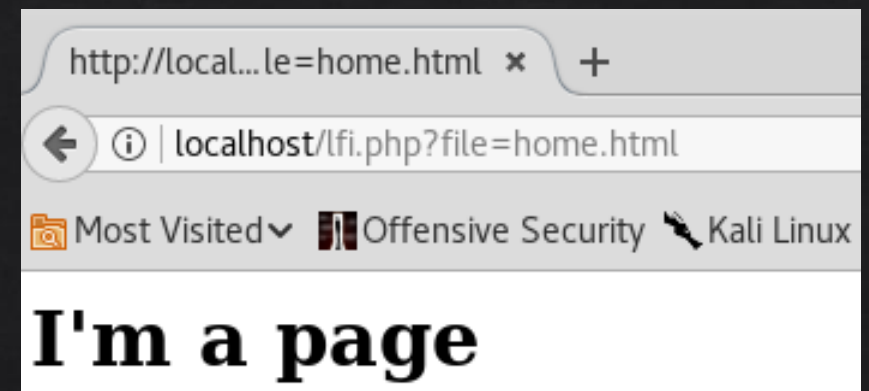 http://local...le=home.html × +
localhost/lfi.php?file=home.html
Most Visited Offensive Security Kali Linux
I'm a page